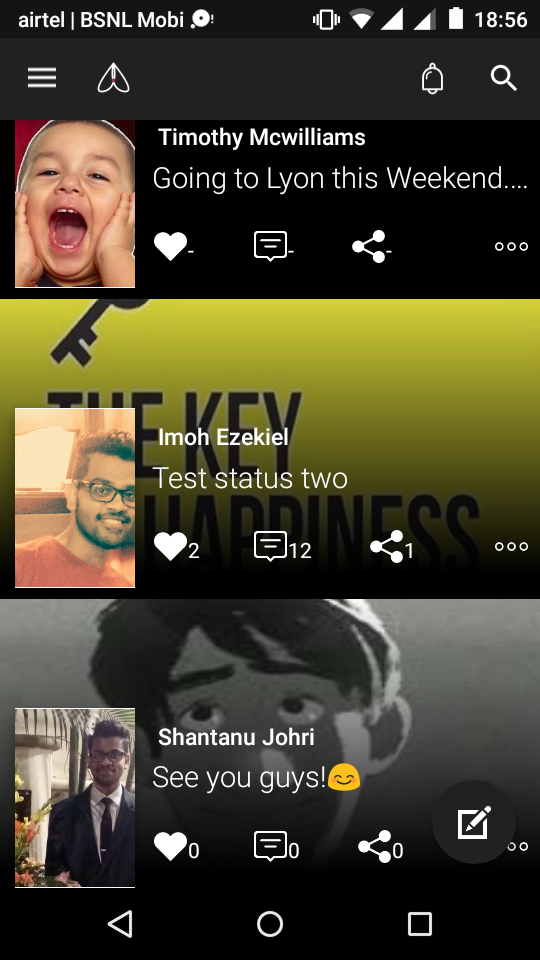 airtel | BSNL Mobi
18:56
Timothy Mcwilliams
Going to Lyon this Weekend....
- - -
THE KEY
Imoh Ezekiel
Test status two
HAPPINESS
2 12 1
Shantanu Johri
See you guys!😊
0 0 0